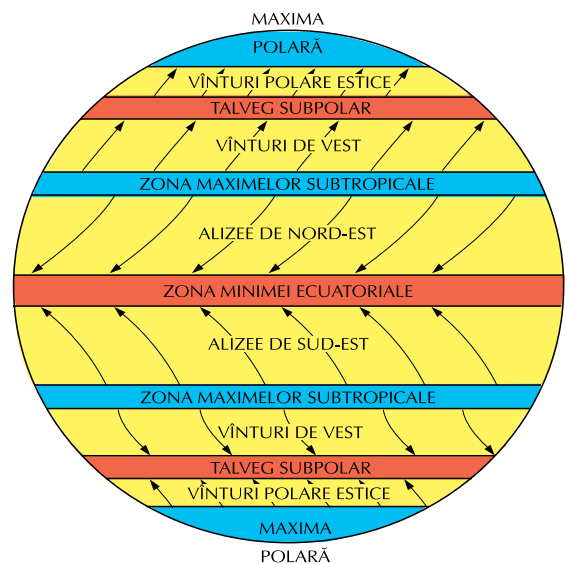 MAXIMA
POLARĂ
VÎNTURI POLARE ESTICE
TALVEG SUBPOLAR
VÎNTURI DE VEST
ZONA MAXIMELOR SUBTROPICALE
ALIZEE DE NORD-EST
ZONA MINIMEI ECUATORIALE
ALIZEE DE SUD-EST
ZONA MAXIMELOR SUBTROPICALE
VÎNTURI DE VEST
TALVEG SUBPOLAR
VÎNTURI POLARE ESTICE
MAXIMA
POLARĂ